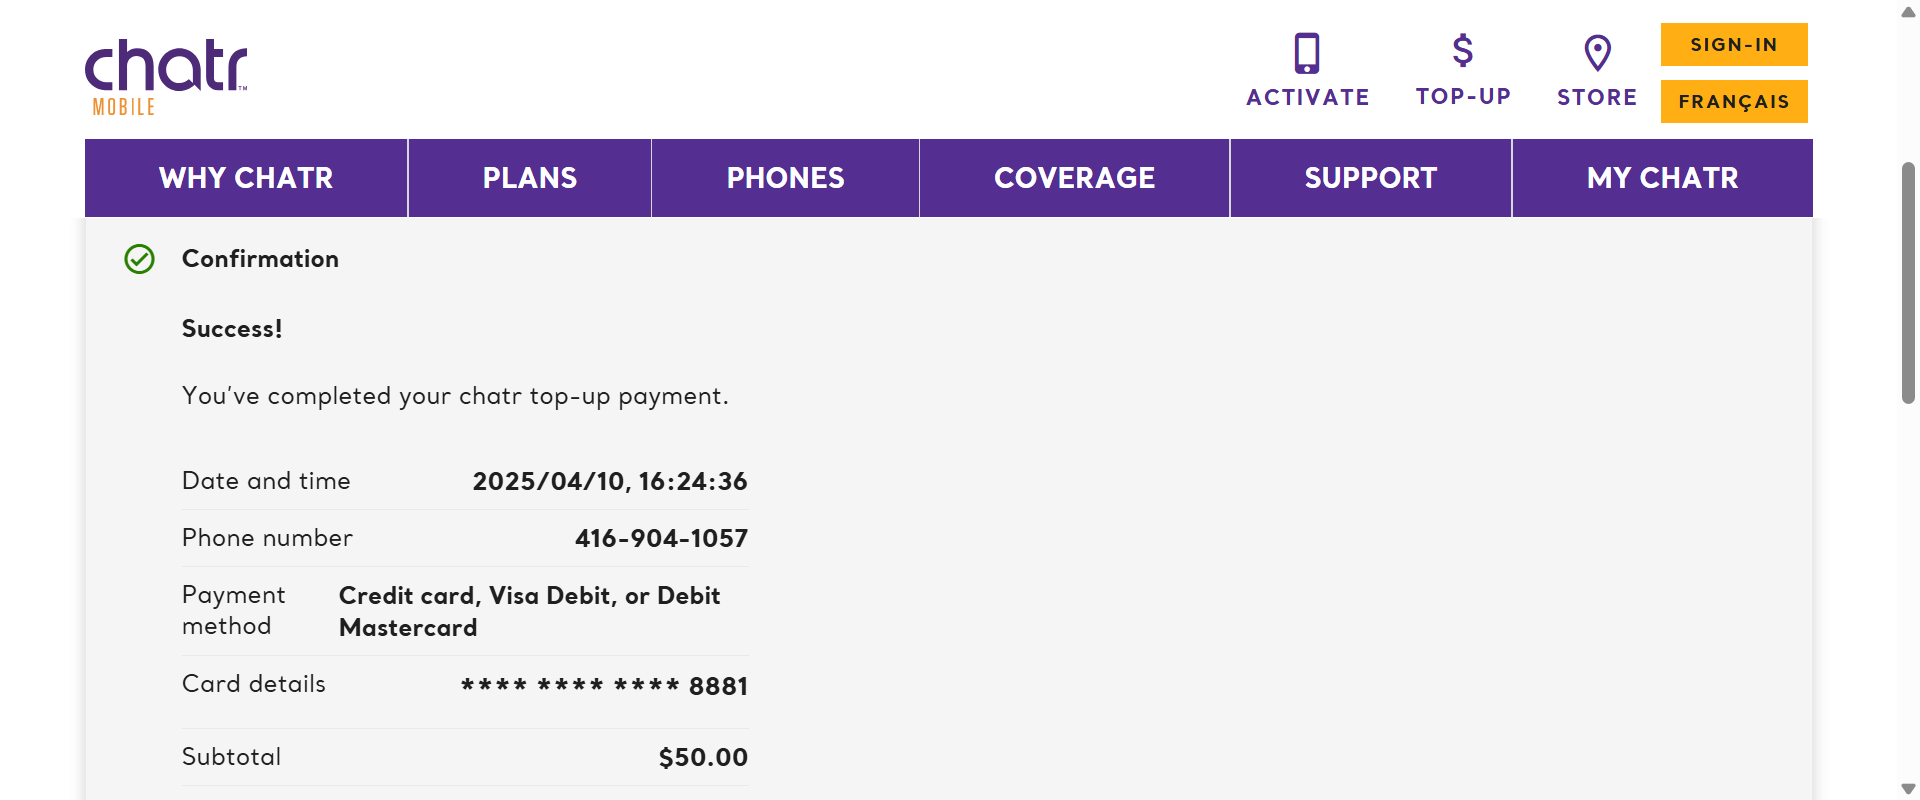 chatr™
MOBILE
ACTIVATE
TOP-UP
STORE
SIGN-IN
FRANÇAIS
WHY CHATR
PLANS
PHONES
COVERAGE
SUPPORT
MY CHATR
Confirmation
Success!
You've completed your chatr top-up payment.
Date and time 2025/04/10, 16:24:36
Phone number 416-904-1057
Payment method Credit card, Visa Debit, or Debit
Mastercard
Card details **** **** **** 8881
Subtotal $50.00